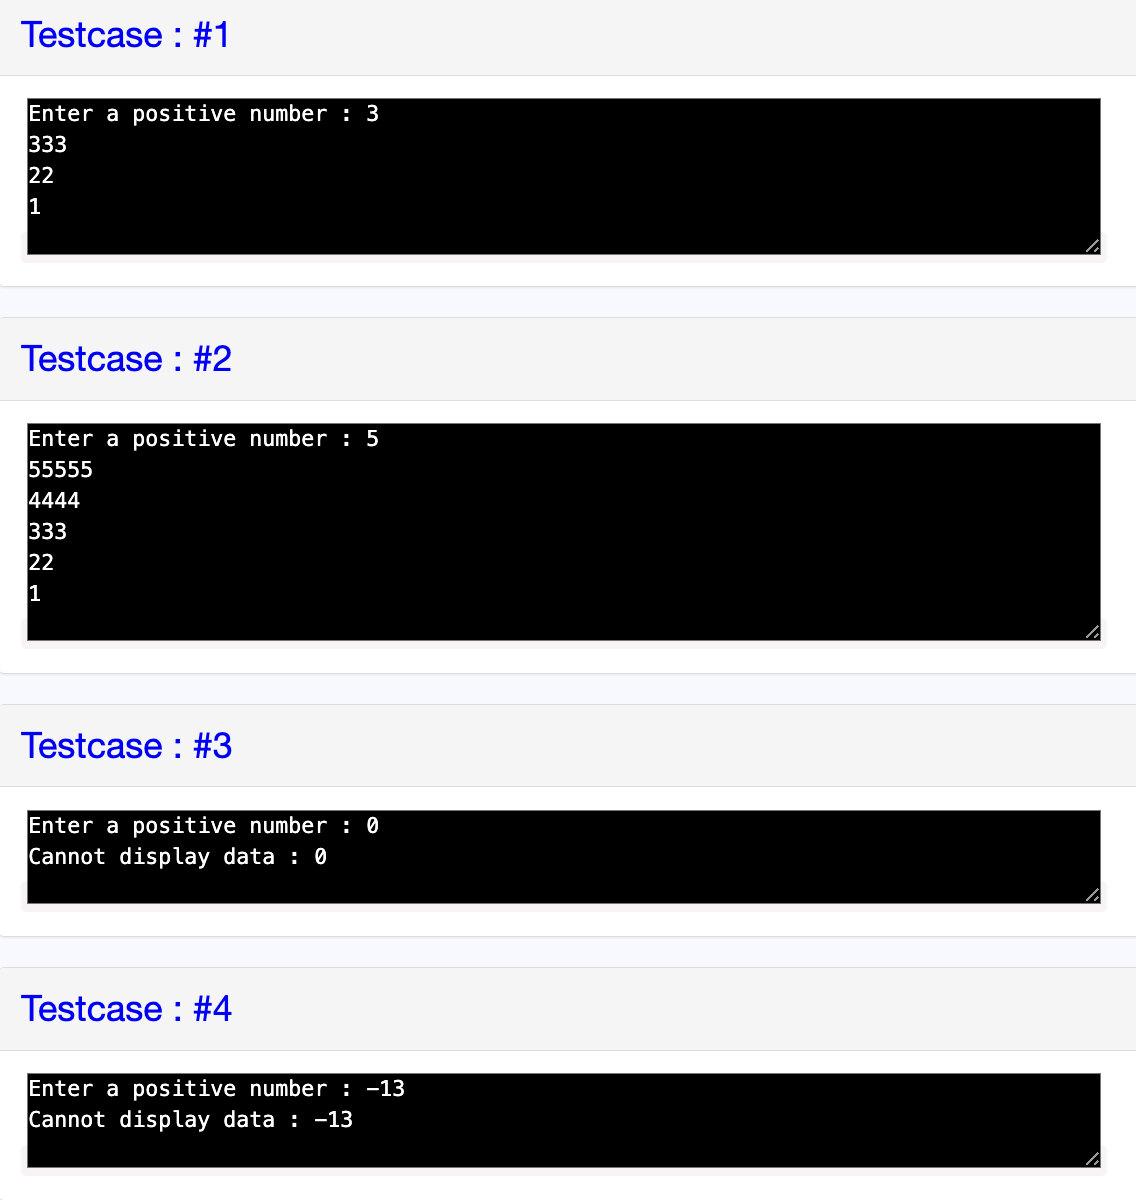 Testcase : #1
Enter a positive number : 3
333
22
1
Testcase : #2
Enter a positive number : 5
55555
4444
333
22
1
Testcase : #3
Enter a positive number : 0
Cannot display data : 0
Testcase : #4
Enter a positive number : -13
Cannot display data : -13